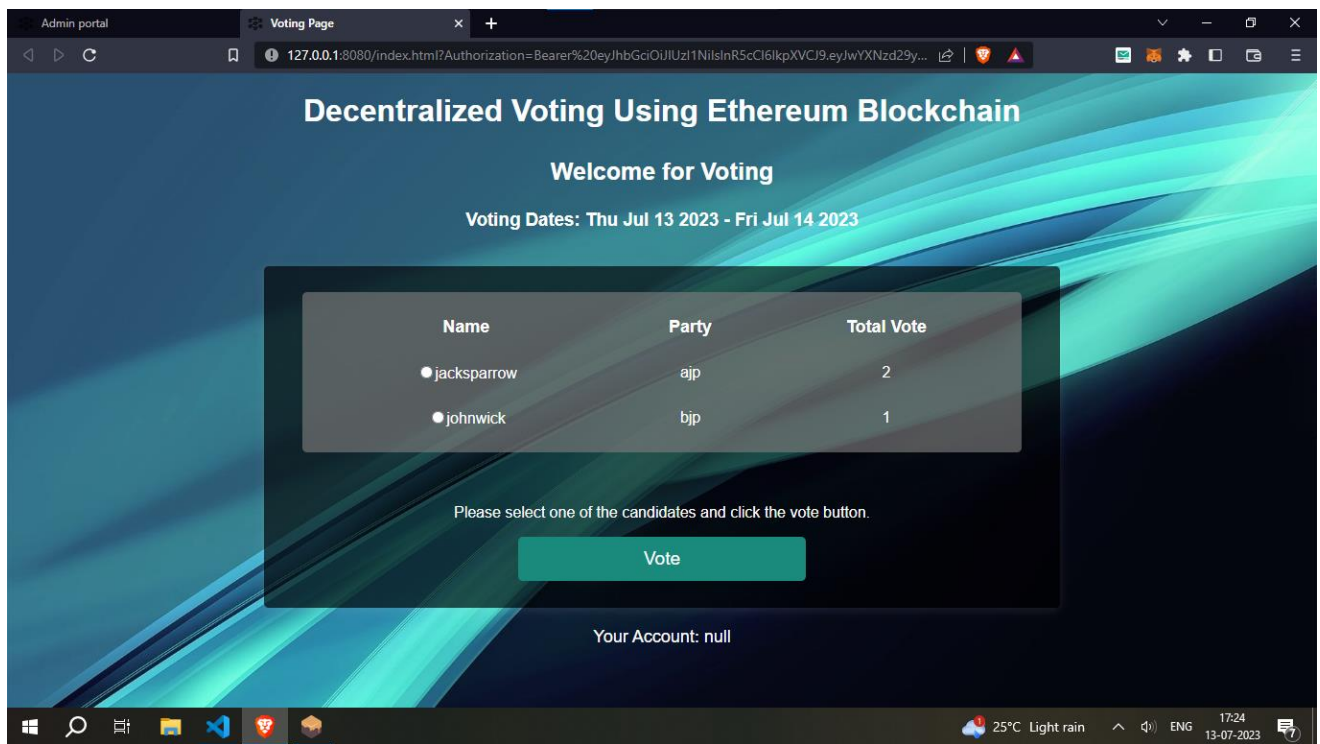 Admin portal
Voting Page
127.0.0.1:8080/index.html?Authorization=Bearer%20eyJhbGciOiJIUzI1NiIsInR5cCI6IkpXVCJ9.eyJwYXNzd29y...
Decentralized Voting Using Ethereum Blockchain
Welcome for Voting
Voting Dates: Thu Jul 13 2023 - Fri Jul 14 2023
Name Party Total Vote
jacksparrow ajp 2
johnwick bjp 1
Please select one of the candidates and click the vote button.
Vote
Your Account: null
25°C Light rain ENG 17:24
13-07-2023 7